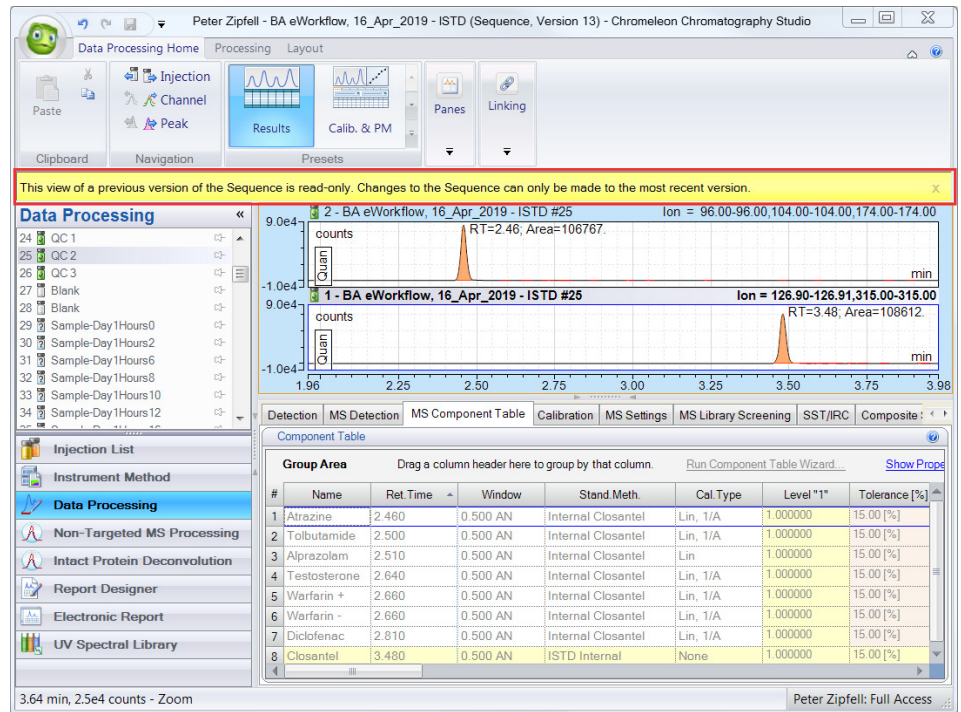 Peter Zipfell - BA eWorkflow, 16_Apr_2019 - ISTD (Sequence, Version 13) - Chromeleon Chromatography Studio
Data Processing Home Processing Layout
Paste
Injection
Channel
Peak
Results
Calib. & PM
Panes
Linking
Clipboard
Navigation
Presets
This view of a previous version of the Sequence is read-only. Changes to the Sequence can only be made to the most recent version. x
Data Processing «
24 QC 1
25 QC 2
26 QC 3
27 Blank
28 Blank
29 Sample-Day1Hours0
30 Sample-Day1Hours2
31 Sample-Day1Hours6
32 Sample-Day1Hours8
33 Sample-Day1Hours10
34 Sample-Day1Hours12
Injection List
Instrument Method
Data Processing
Non-Targeted MS Processing
Intact Protein Deconvolution
Report Designer
Electronic Report
UV Spectral Library
2 - BA eWorkflow, 16_Apr_2019 - ISTD #25 Ion = 96.00-96.00,104.00-104.00,174.00-174.00
9.0e4
counts
RT=2.46; Area=106767.
Quan
min
-1.0e4
1 - BA eWorkflow, 16_Apr_2019 - ISTD #25 Ion = 126.90-126.91,315.00-315.00
9.0e4
counts
RT=3.48; Area=108612.
Quan
min
-1.0e4
1.96 2.25 2.50 2.75 3.00 3.25 3.50 3.75 3.98
Detection MS Detection MS Component Table Calibration MS Settings MS Library Screening SST/IRC Composite
Component Table
Group Area Drag a column header here to group by that column. Run Component Table Wizard... Show Prope
# Name Ret.Time Window Stand.Meth. Cal.Type Level "1" Tolerance [%]
1 Atrazine 2.460 0.500 AN Internal Closantel Lin, 1/A 1.000000 15.00 [%]
2 Tolbutamide 2.500 0.500 AN Internal Closantel Lin, 1/A 1.000000 15.00 [%]
3 Alprazolam 2.510 0.500 AN Internal Closantel Lin 1.000000 15.00 [%]
4 Testosterone 2.640 0.500 AN Internal Closantel Lin, 1/A 1.000000 15.00 [%]
5 Warfarin + 2.660 0.500 AN Internal Closantel Lin, 1/A 1.000000 15.00 [%]
6 Warfarin - 2.660 0.500 AN Internal Closantel Lin, 1/A 1.000000 15.00 [%]
7 Diclofenac 2.810 0.500 AN Internal Closantel Lin, 1/A 1.000000 15.00 [%]
8 Closantel 3.480 0.500 AN ISTD Internal None 1.000000 15.00 [%]
3.64 min, 2.5e4 counts - Zoom
Peter Zipfell: Full Access